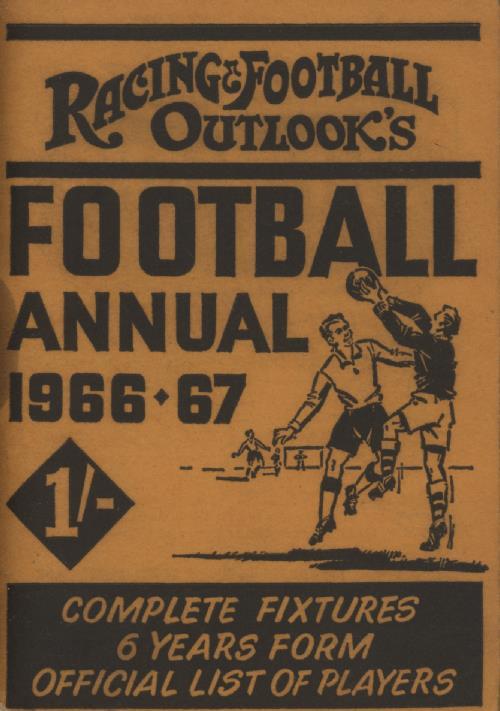 RACING & FOOTBALL
OUTLOOK'S
FOOTBALL
ANNUAL
1966·67
1/-
COMPLETE FIXTURES
6 YEARS FORM
OFFICIAL LIST OF PLAYERS